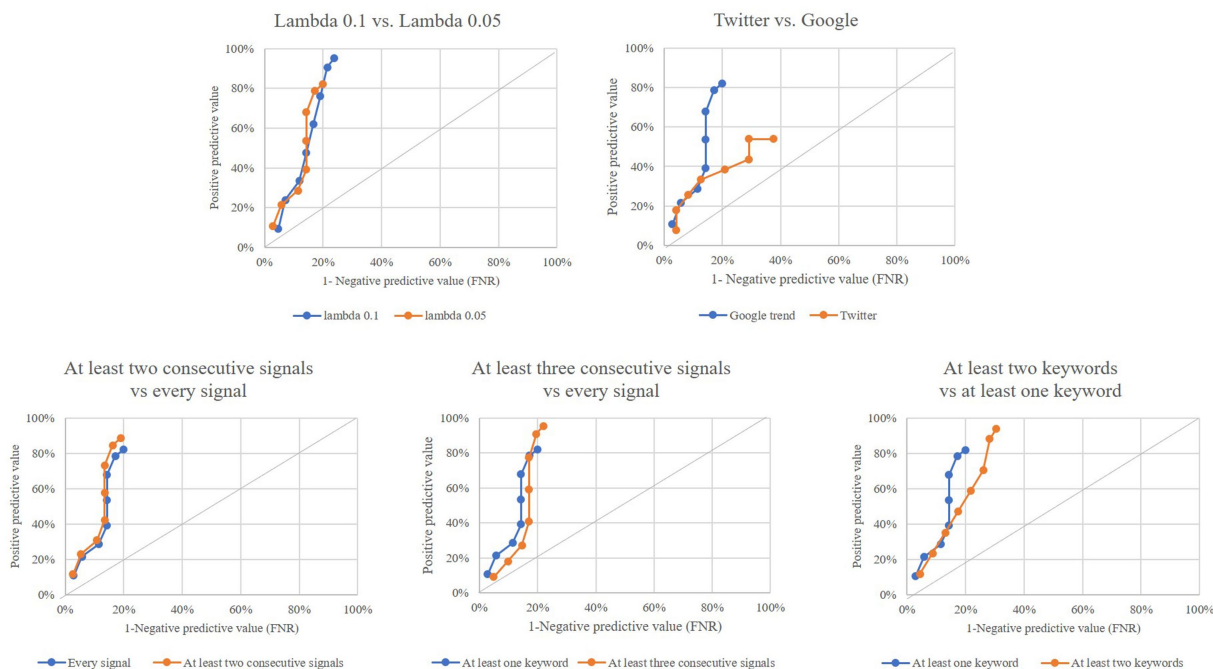 Lambda 0.1 vs. Lambda 0.05
Positive predictive value
100%
80%
60%
40%
20%
0%
0% 20% 40% 60% 80% 100%
1- Negative predictive value (FNR)
lambda 0.1 lambda 0.05
Twitter vs. Google
Positive predictive value
100%
80%
60%
40%
20%
0%
0% 20% 40% 60% 80% 100%
1- Negative predictive value (FNR)
Google trend Twitter
At least two consecutive signals
vs every signal
Positive predictive value
100%
80%
60%
40%
20%
0%
0% 20% 40% 60% 80% 100%
1-Negative predictive value (FNR)
Every signal At least two consecutive signals
At least three consecutive signals
vs every signal
Positive predictive value
100%
80%
60%
40%
20%
0%
0% 20% 40% 60% 80% 100%
1-Negative predictive value (FNR)
At least one keyword At least three consecutive signals
At least two keywords
vs at least one keyword
Positive predictive value
100%
80%
60%
40%
20%
0%
0% 20% 40% 60% 80% 100%
1-Negative predictive value (FNR)
At least one keyword At least two keywords